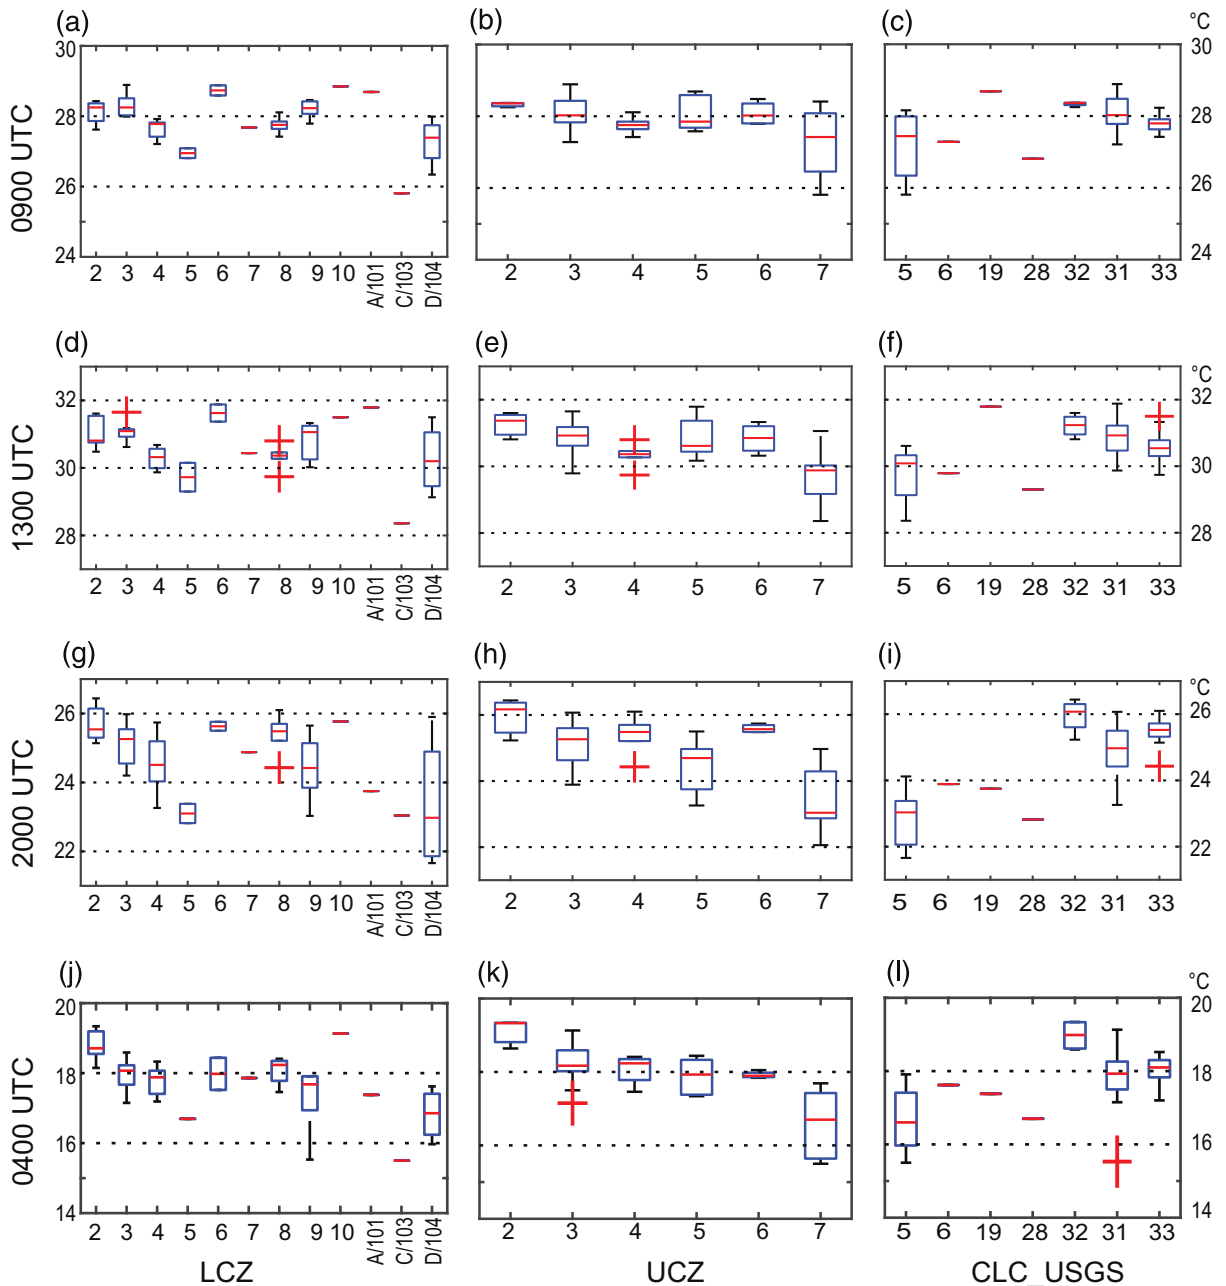 (a) (b) (c) °C
30 30
28 28
26 26
24 24
0900 UTC
2 3 4 5 6 7 8 9 10 A/101 C/103 D/104
2 3 4 5 6 7
5 6 19 28 32 31 33
(d) (e) (f) °C
32 32
30 30
28 28
1300 UTC
2 3 4 5 6 7 8 9 10 A/101 C/103 D/104
2 3 4 5 6 7
5 6 19 28 32 31 33
(g) (h) (i) °C
26 26
24 24
22 22
2000 UTC
2 3 4 5 6 7 8 9 10 A/101 C/103 D/104
2 3 4 5 6 7
5 6 19 28 32 31 33
(j) (k) (l) °C
20 20
18 18
16 16
14 14
0400 UTC
2 3 4 5 6 7 8 9 10 A/101 C/103 D/104
2 3 4 5 6 7
5 6 19 28 32 31 33
LCZ UCZ CLC_USGS